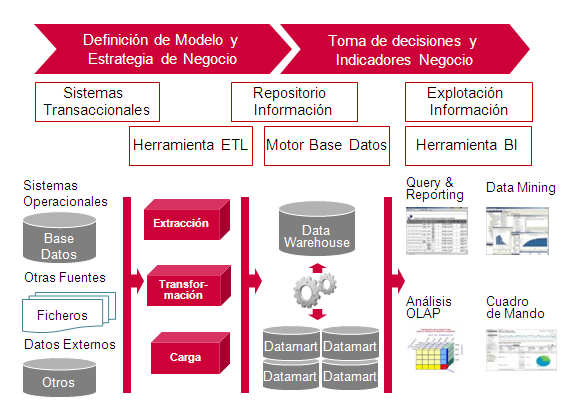 Definición de Modelo y
Estrategia de Negocio
Toma de decisiones y
Indicadores Negocio
Sistemas
Transaccionales
Repositorio
Información
Explotación
Información
Herramienta ETL
Motor Base Datos
Herramienta BI
Sistemas
Operacionales
Base
Datos
Otras Fuentes
Ficheros
Datos Externos
Otros
Extracción
Transfor-
mación
Carga
Data
Warehouse
Datamart
Datamart
Datamart
Datamart
Query &
Reporting
Data Mining
Análisis
OLAP
Cuadro
de Mando